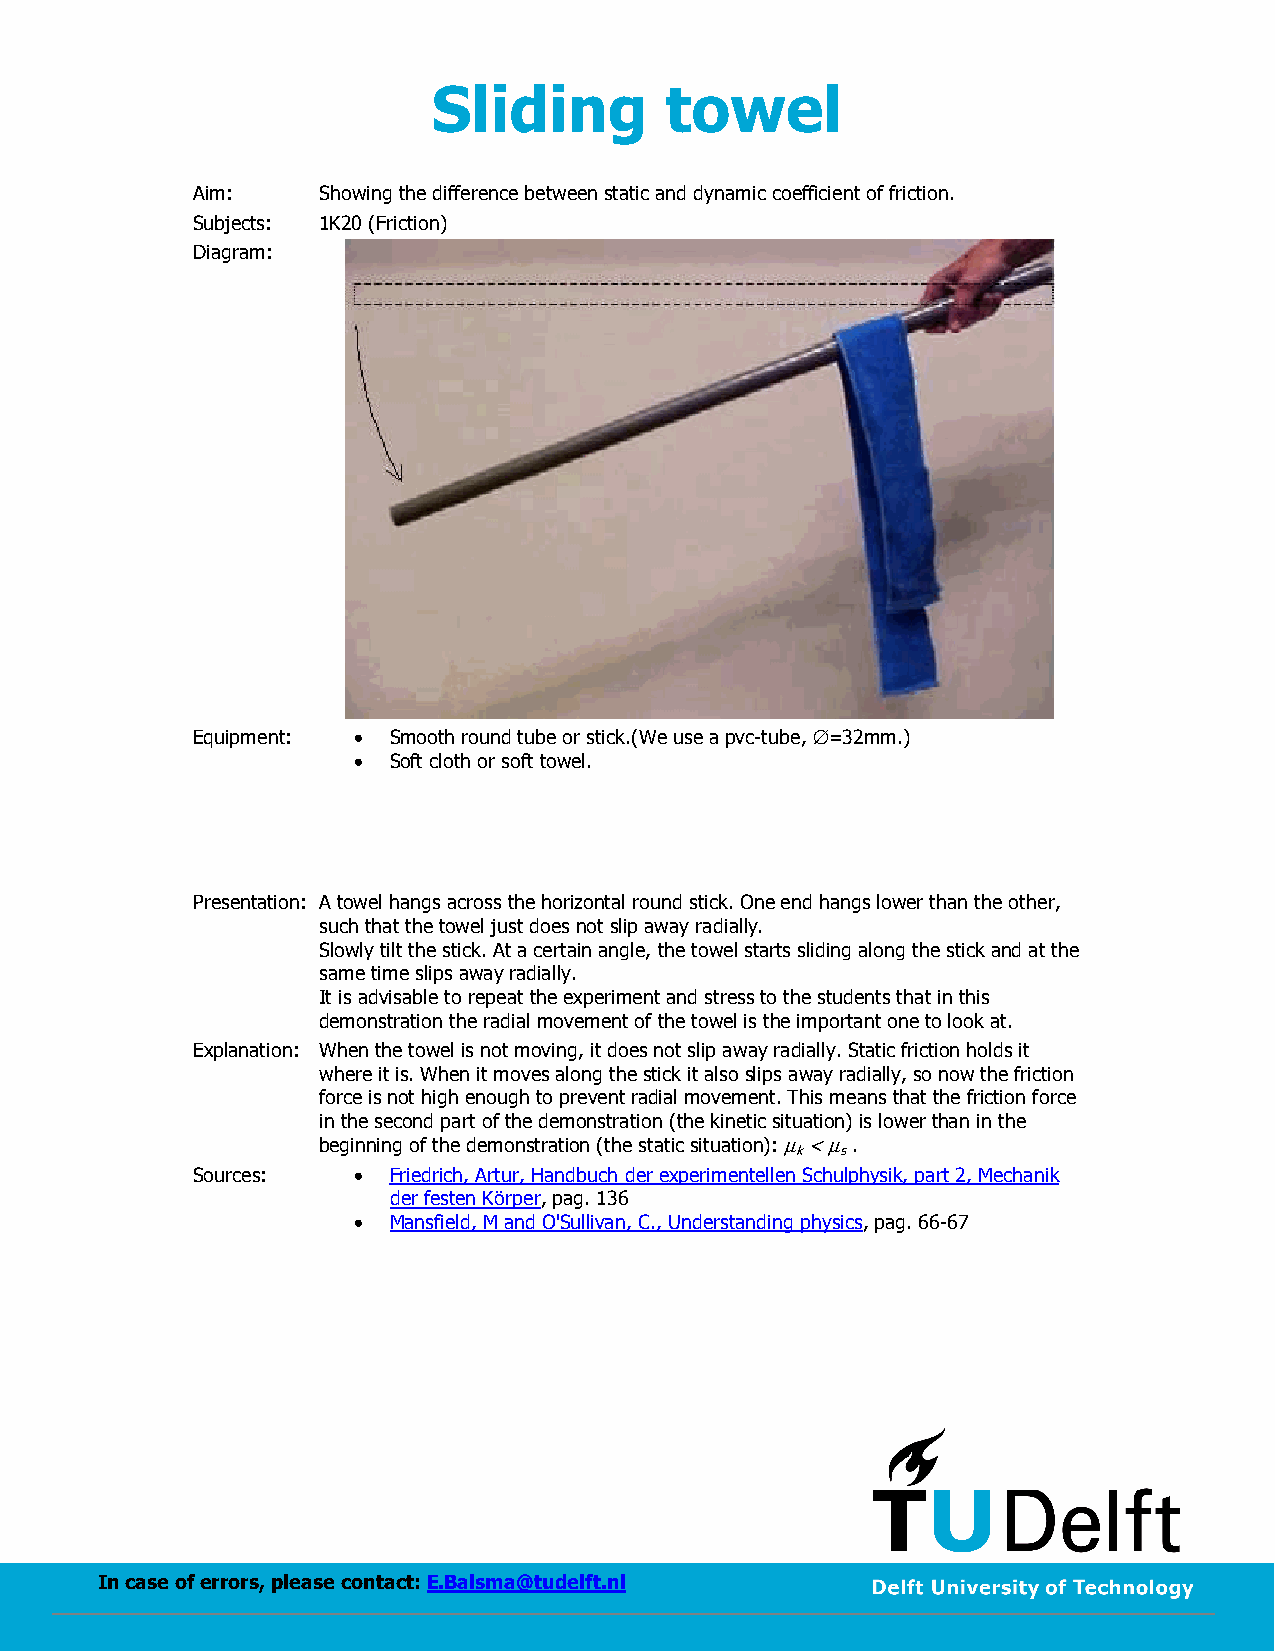 Sliding towel
Aim: Showing the difference between static and dynamic coefficient of friction.
Subjects: 1K20 (Friction)
Diagram:
Equipment: • Smooth round tube or stick.(We use a pvc-tube, ∅=32mm.)
• Soft cloth or soft towel.
Presentation: A towel hangs across the horizontal round stick. One end hangs lower than the other,
such that the towel just does not slip away radially.
Slowly tilt the stick. At a certain angle, the towel starts sliding along the stick and at the
same time slips away radially.
It is advisable to repeat the experiment and stress to the students that in this
demonstration the radial movement of the towel is the important one to look at.
Explanation: When the towel is not moving, it does not slip away radially. Static friction holds it
where it is. When it moves along the stick it also slips away radially, so now the friction
force is not high enough to prevent radial movement. This means that the friction force
in the second part of the demonstration (the kinetic situation) is lower than in the
beginning of the demonstration (the static situation): μk < μs .
Sources: • Friedrich, Artur, Handbuch der experimentellen Schulphysik, part 2, Mechanik
der festen Körper, pag. 136
• Mansfield, M and O'Sullivan, C., Understanding physics, pag. 66-67
TUDelft
In case of errors, please contact: E.Balsma@tudelft.nl
Delft University of Technology